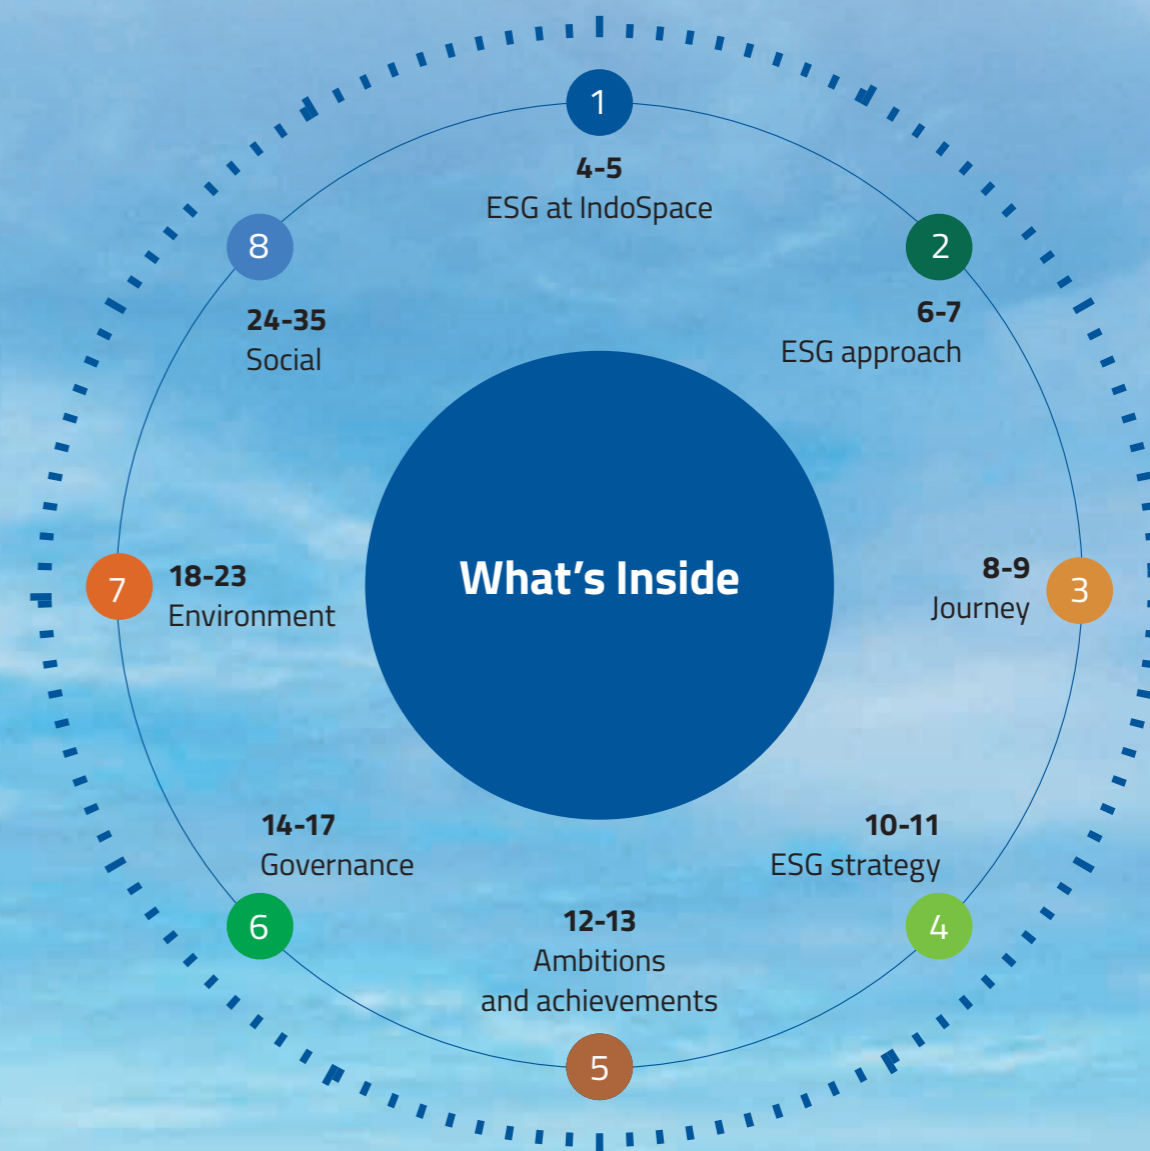 What's Inside
1
4-5
ESG at IndoSpace
2
6-7
ESG approach
3
8-9
Journey
4
10-11
ESG strategy
5
12-13
Ambitions
and achievements
6
14-17
Governance
7
18-23
Environment
8
24-35
Social